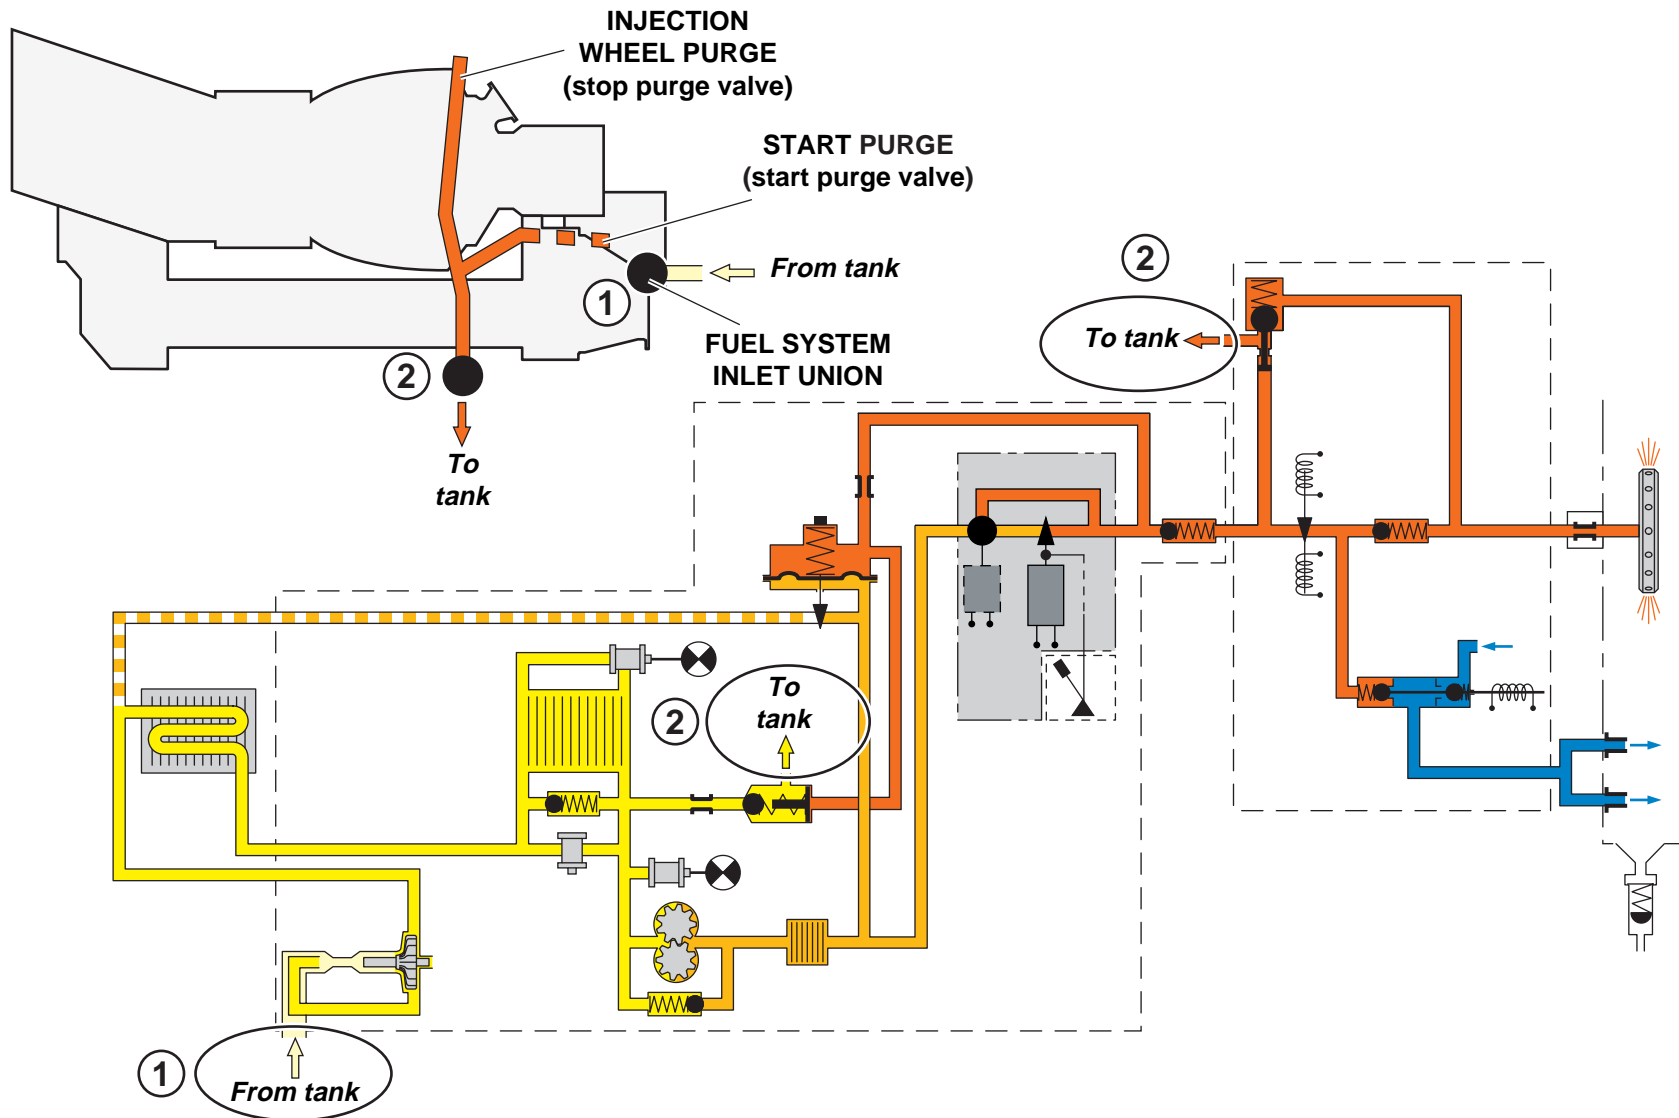 INJECTION
WHEEL PURGE
(stop purge valve)
START PURGE
(start purge valve)
From tank
1
FUEL SYSTEM
INLET UNION
2
To
tank
2
To tank
2
To
tank
1
From tank